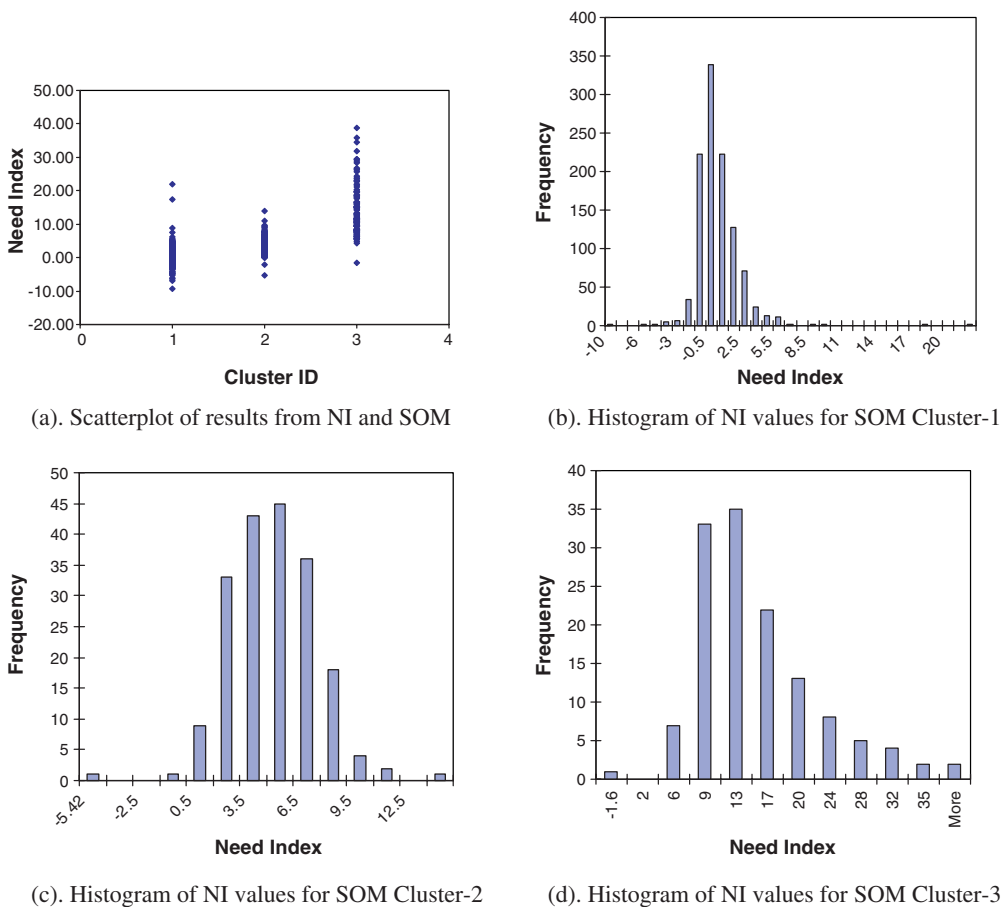 50.00
40.00
30.00
20.00
10.00
0.00
-10.00
-20.00
Need Index
0 1 2 3 4
Cluster ID
(a). Scatterplot of results from NI and SOM
400
350
300
250
200
150
100
50
0
Frequency
-10 -6 -3 -0.5 2.5 5.5 8.5 11 14 17 20
Need Index
(b). Histogram of NI values for SOM Cluster-1
50
45
40
35
30
25
20
15
10
5
0
Frequency
-5.42 -2.5 0.5 3.5 6.5 9.5 12.5
Need Index
(c). Histogram of NI values for SOM Cluster-2
40
35
30
25
20
15
10
5
0
Frequency
-1.6 2 6 9 13 17 20 24 28 32 35 More
Need Index
(d). Histogram of NI values for SOM Cluster-3